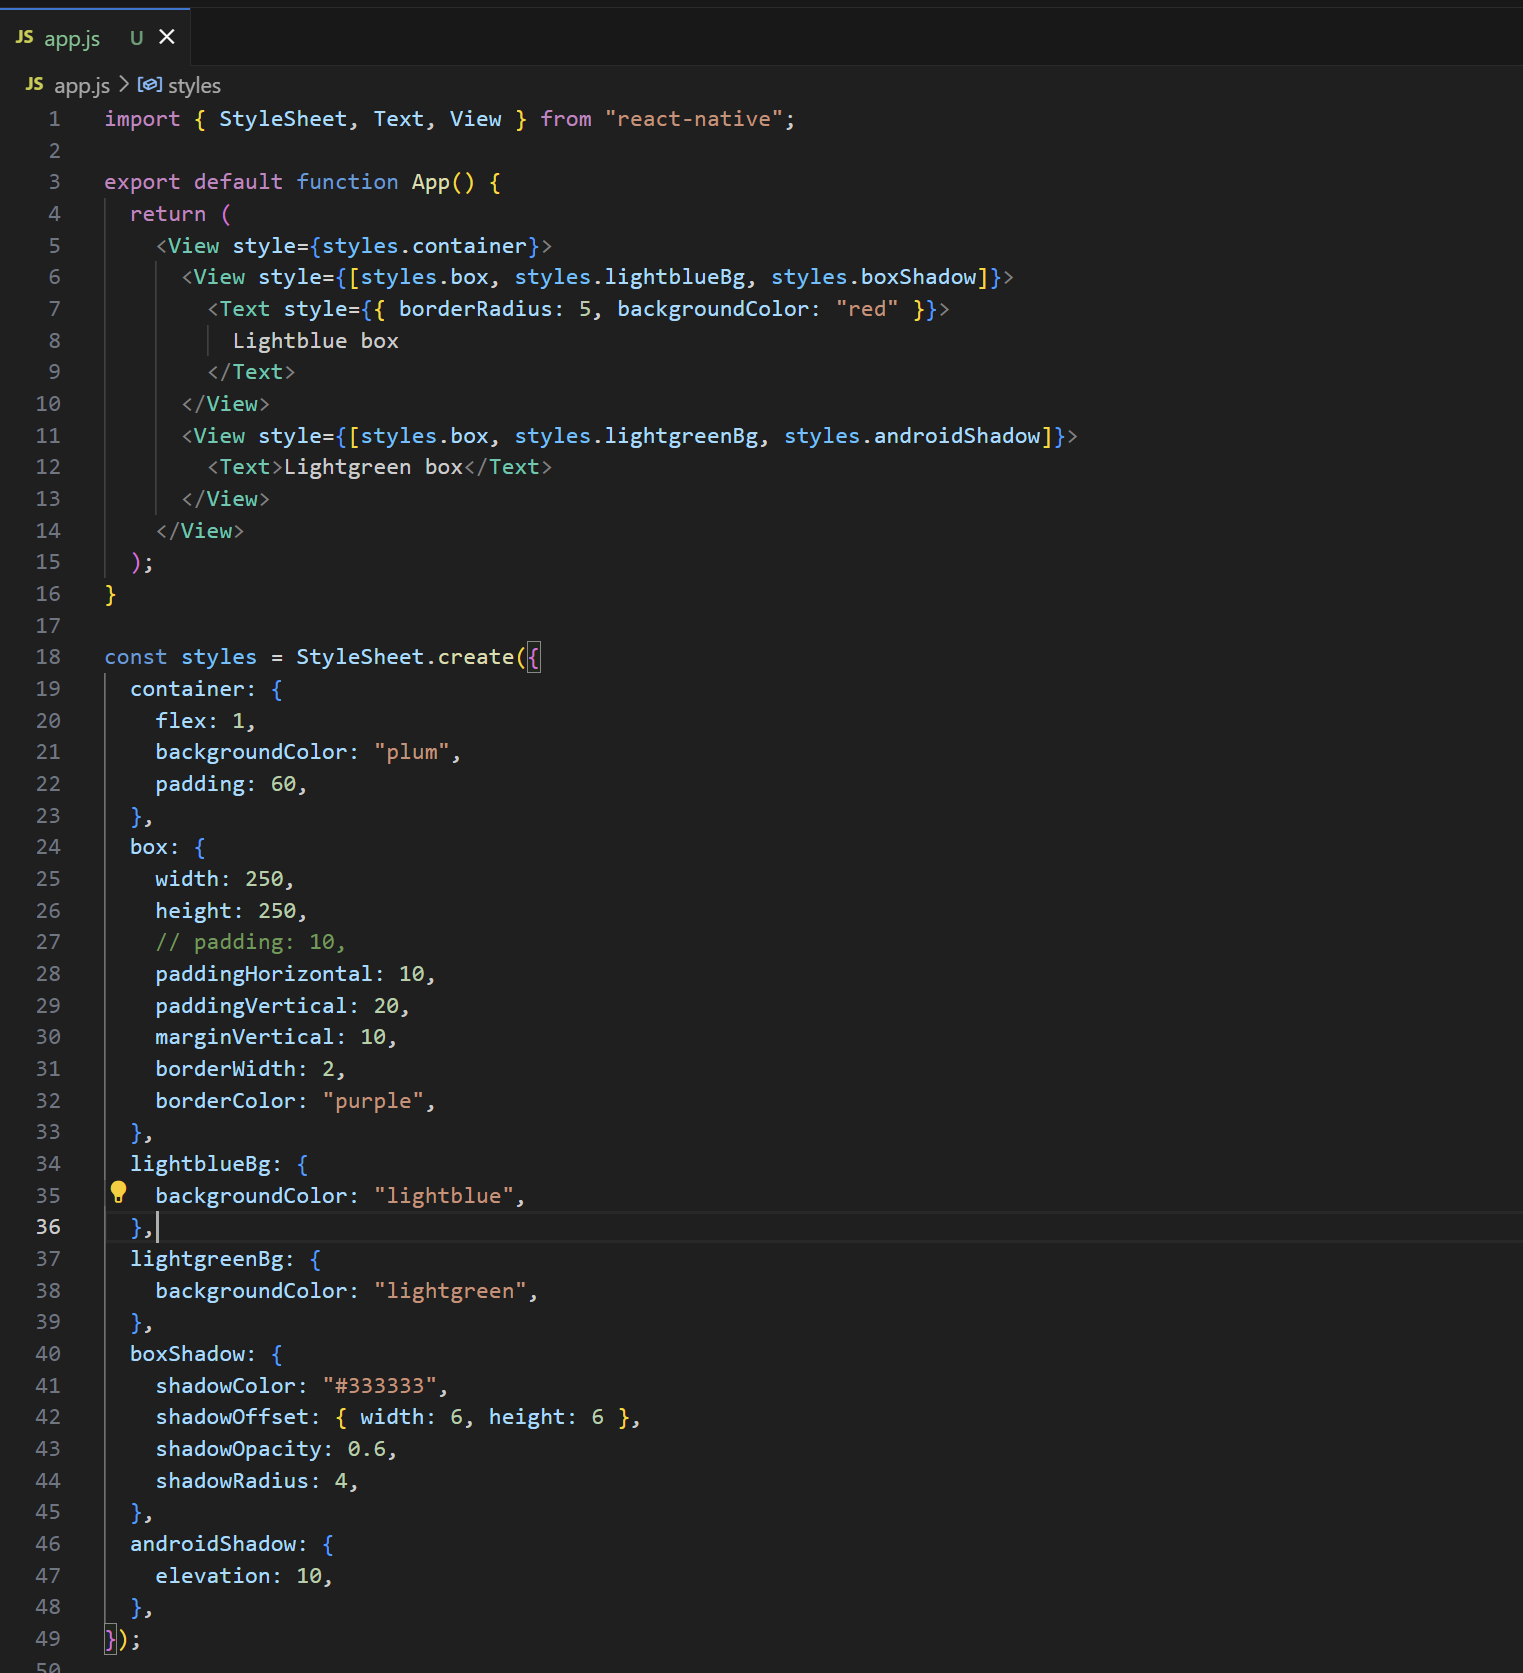 JS app.js U
JS app.js > styles
1 import { StyleSheet, Text, View } from "react-native";
2
3 export default function App() {
4   return (
5     <View style={styles.container}>
6       <View style={[styles.box, styles.lightblueBg, styles.boxShadow]}>
7         <Text style={{ borderRadius: 5, backgroundColor: "red" }}>
8           Lightblue box
9         </Text>
10       </View>
11       <View style={[styles.box, styles.lightgreenBg, styles.androidShadow]}>
12         <Text>Lightgreen box</Text>
13       </View>
14     </View>
15   );
16 }
17
18 const styles = StyleSheet.create({
19   container: {
20     flex: 1,
21     backgroundColor: "plum",
22     padding: 60,
23   },
24   box: {
25     width: 250,
26     height: 250,
27     // padding: 10,
28     paddingHorizontal: 10,
29     paddingVertical: 20,
30     marginVertical: 10,
31     borderWidth: 2,
32     borderColor: "purple",
33   },
34   lightblueBg: {
35     backgroundColor: "lightblue",
36   },
37   lightgreenBg: {
38     backgroundColor: "lightgreen",
39   },
40   boxShadow: {
41     shadowColor: "#333333",
42     shadowOffset: { width: 6, height: 6 },
43     shadowOpacity: 0.6,
44     shadowRadius: 4,
45   },
46   androidShadow: {
47     elevation: 10,
48   },
49 });
50